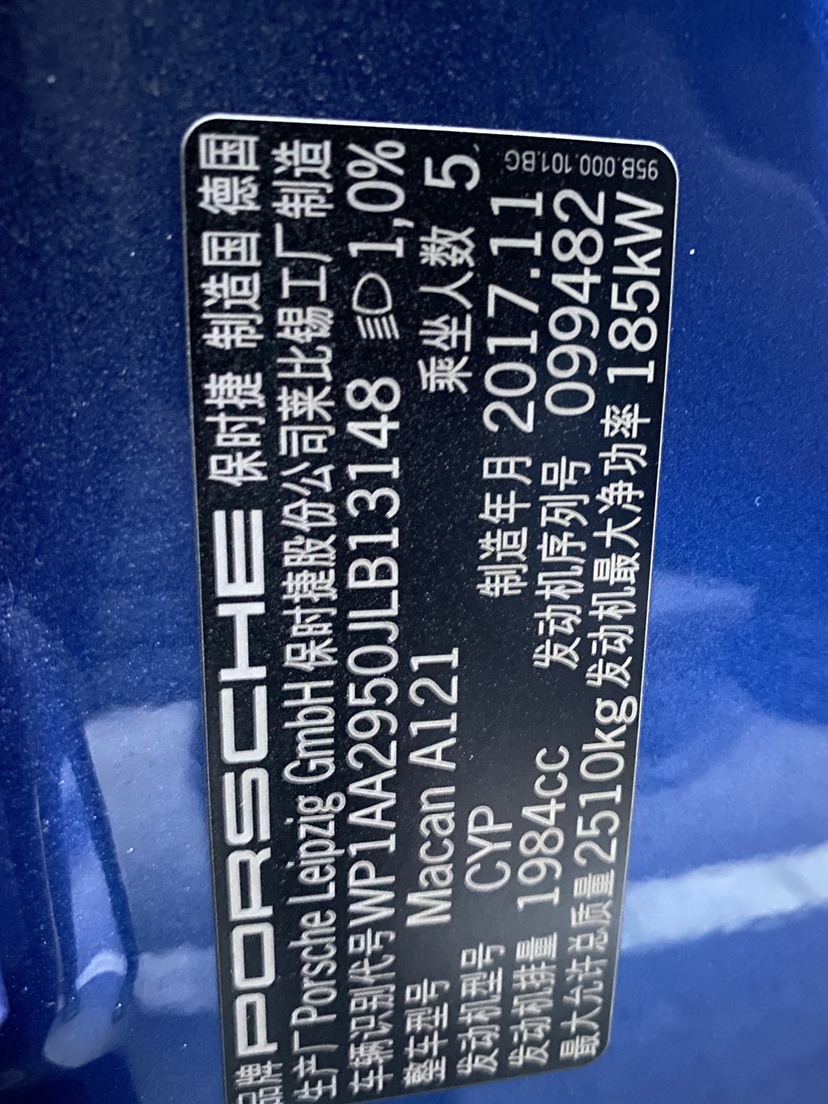 品牌 PORSCHE 保时捷 制造国 德国
生产厂 Porsche Leipzig GmbH 保时捷股份公司莱比锡工厂 制造
车辆识别代号 WP1AA2950JLB13148 1,0%
整车型号 Macan A121 乘坐人数 5
发动机型号 CYP 制造年月 2017.11
发动机排量 1984cc 发动机序列号 099482
最大允许总质量 2510kg 发动机最大净功率 185kW
95B.000.101.BG